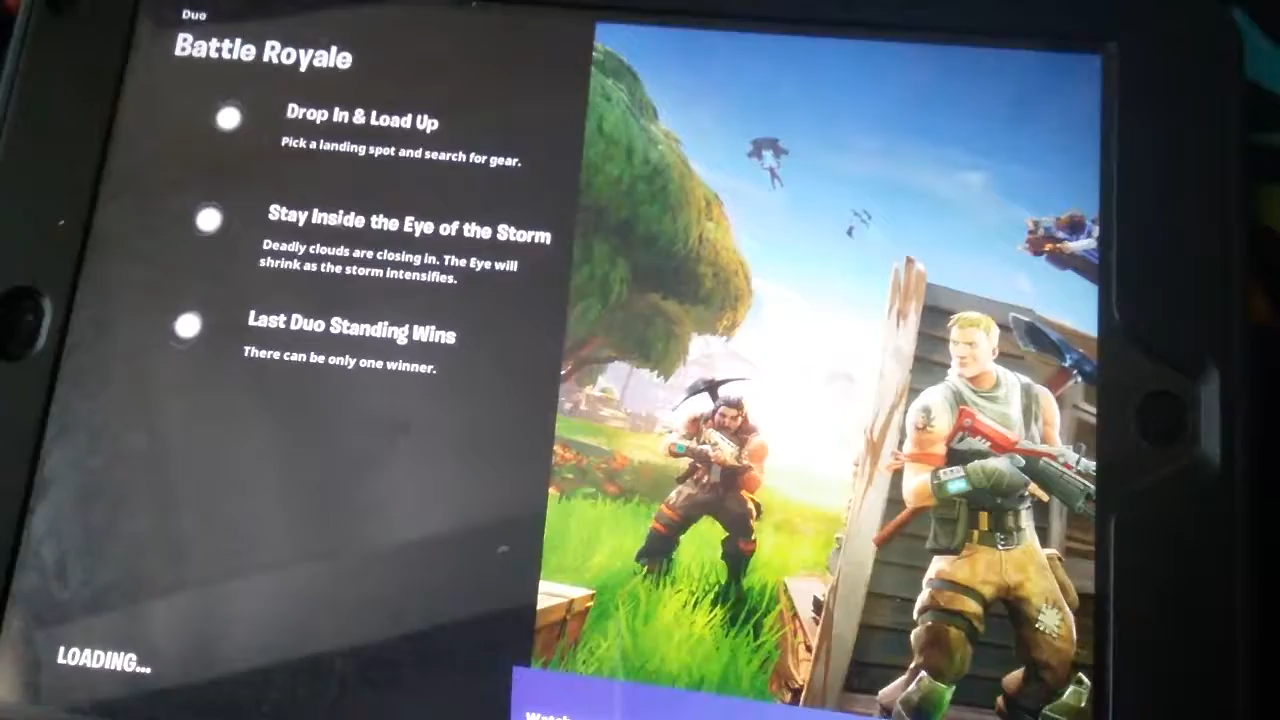 Duo
Battle Royale
Drop In & Load Up
Pick a landing spot and search for gear.
Stay Inside the Eye of the Storm
Deadly clouds are closing in. The Eye will
shrink as the storm intensifies.
Last Duo Standing Wins
There can be only one winner.
LOADING...